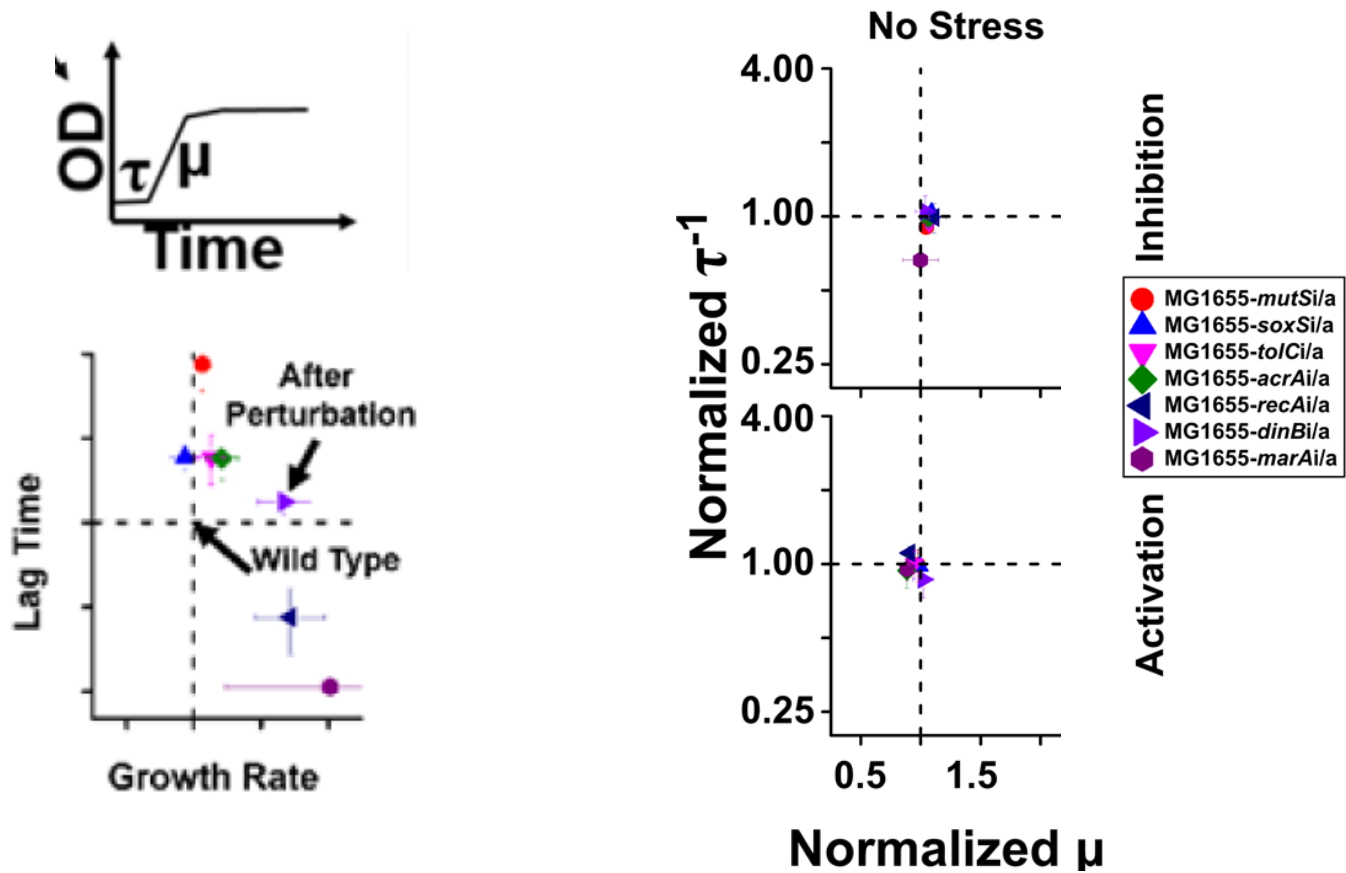 OD
τ
μ
Time
After
Perturbation
Wild Type
Lag Time
Growth Rate
No Stress
Normalized τ-1
4.00
1.00
0.25
4.00
1.00
0.25
0.5
1.5
Normalized μ
Inhibition
Activation
MG1655-mutSi/a
MG1655-soxSi/a
MG1655-tolCi/a
MG1655-acrAi/a
MG1655-recAi/a
MG1655-dinBi/a
MG1655-marAi/a